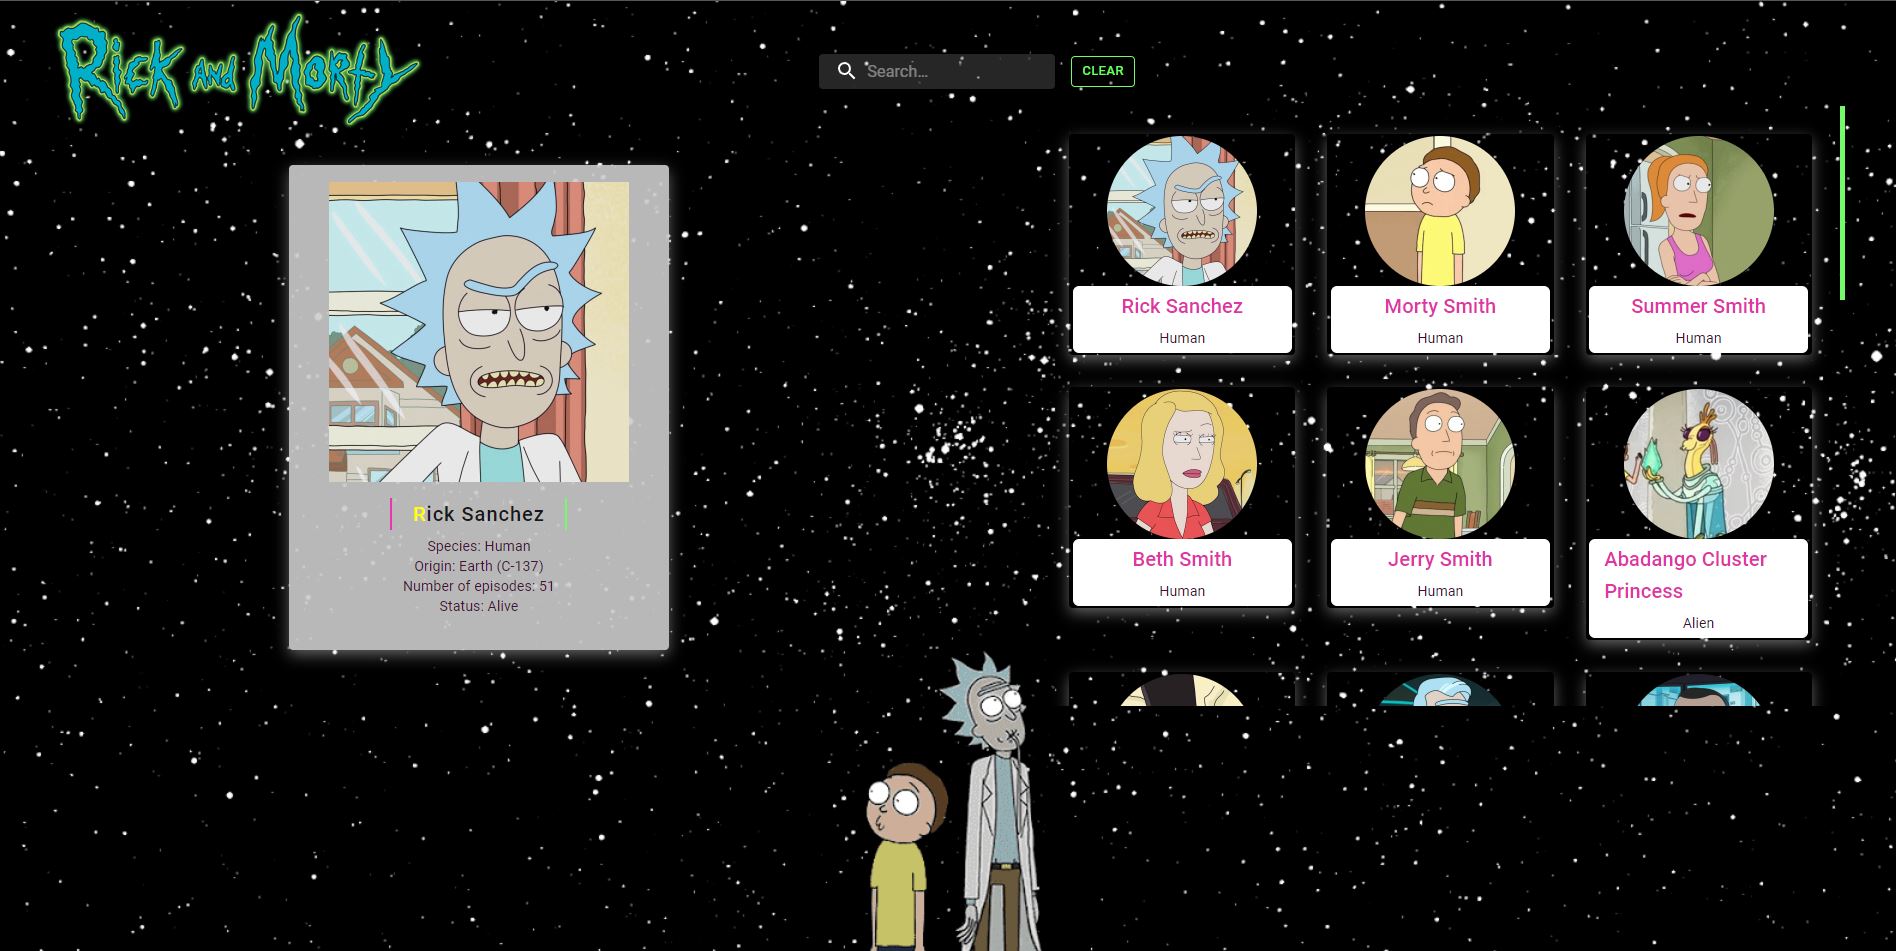 Rick and Morty
Search...
CLEAR
Rick Sanchez
Species: Human
Origin: Earth (C-137)
Number of episodes: 51
Status: Alive
Rick Sanchez
Human
Morty Smith
Human
Summer Smith
Human
Beth Smith
Human
Jerry Smith
Human
Abadango Cluster
Princess
Alien